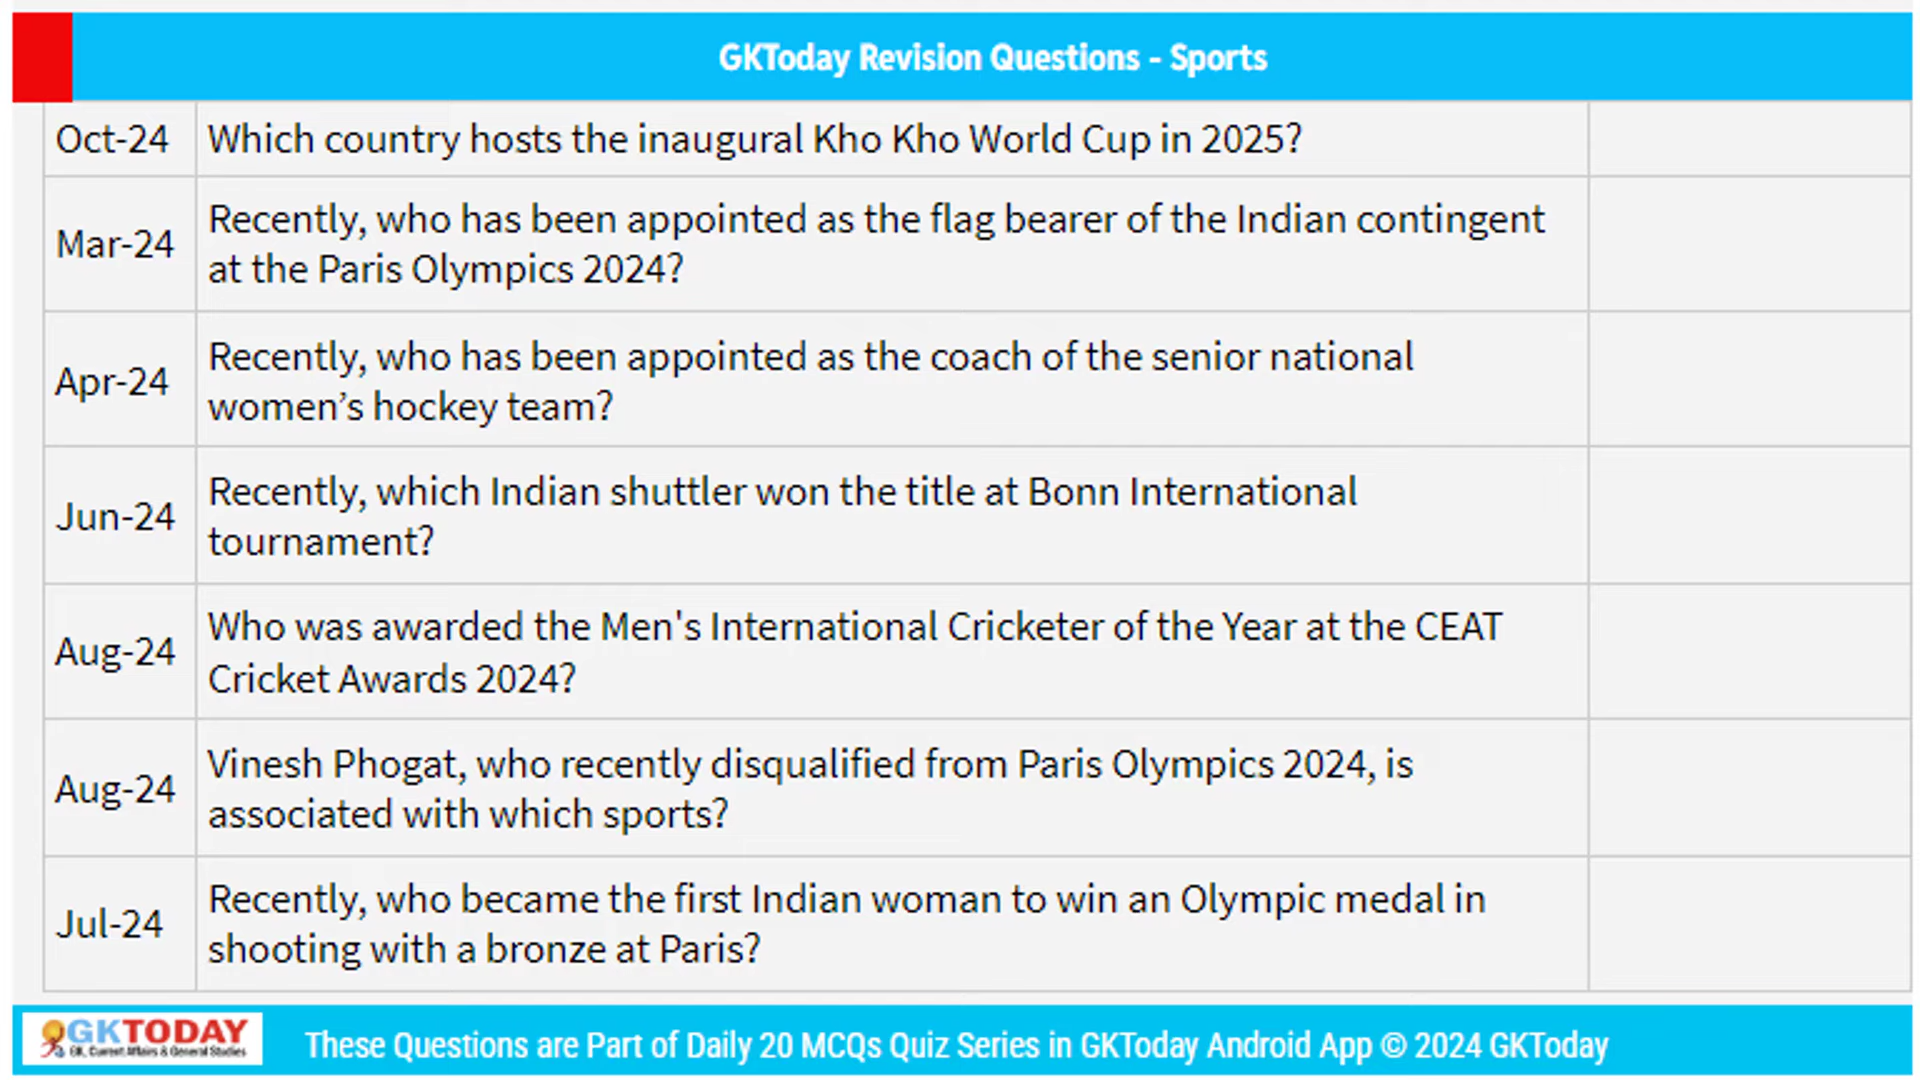 GKToday Revision Questions - Sports
Oct-24
Which country hosts the inaugural Kho Kho World Cup in 2025?
Mar-24
Recently, who has been appointed as the flag bearer of the Indian contingent
at the Paris Olympics 2024?
Apr-24
Recently, who has been appointed as the coach of the senior national
women’s hockey team?
Jun-24
Recently, which Indian shuttler won the title at Bonn International
tournament?
Aug-24
Who was awarded the Men's International Cricketer of the Year at the CEAT
Cricket Awards 2024?
Aug-24
Vinesh Phogat, who recently disqualified from Paris Olympics 2024, is
associated with which sports?
Jul-24
Recently, who became the first Indian woman to win an Olympic medal in
shooting with a bronze at Paris?
GKTODAY
GK, Current Affairs & General Studies
These Questions are Part of Daily 20 MCQs Quiz Series in GKToday Android App © 2024 GKToday